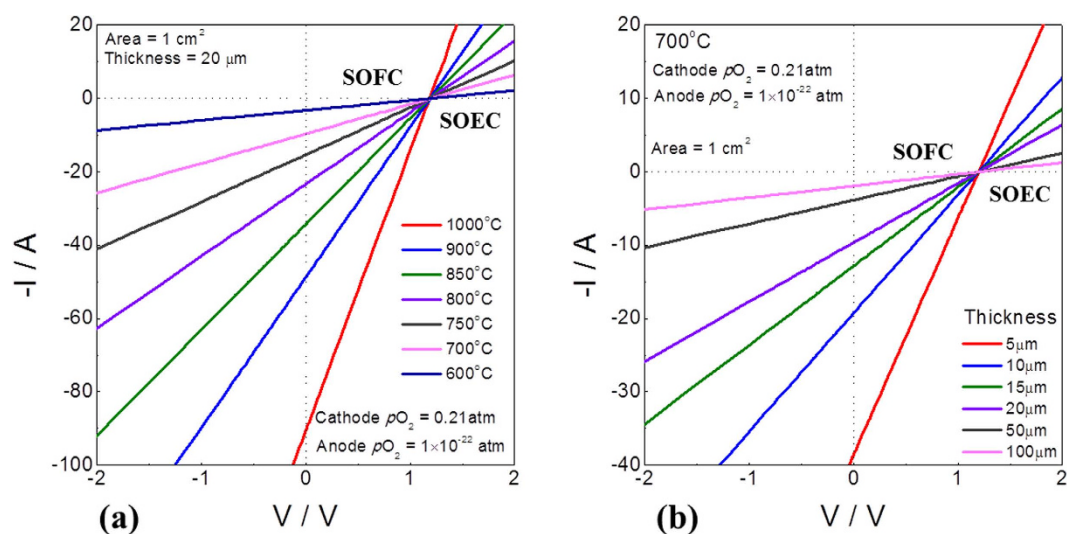 20
0
-20
-40
-60
-80
-100
-I / A
Area = 1 cm²
Thickness = 20 μm
SOFC
SOEC
1000°C
900°C
850°C
800°C
750°C
700°C
600°C
Cathode pO₂ = 0.21atm
Anode pO₂ = 1×10⁻²² atm
-2 -1 0 1 2
(a) V / V
20
10
0
-10
-20
-30
-40
-I / A
700°C
Cathode pO₂ = 0.21atm
Anode pO₂ = 1×10⁻²² atm
Area = 1 cm²
SOFC
SOEC
Thickness
5μm
10μm
15μm
20μm
50μm
100μm
-2 -1 0 1 2
(b) V / V